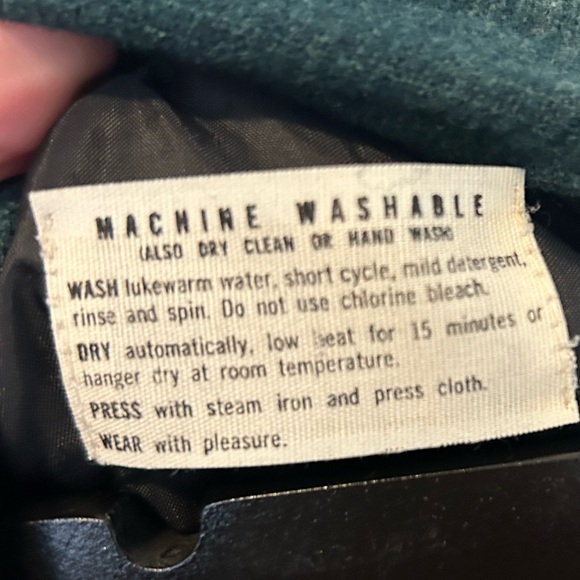 MACHINE WASHABLE
(ALSO DRY CLEAN OR HAND WASH)
WASH lukewarm water, short cycle, mild detergent,
rinse and spin. Do not use chlorine bleach.
DRY automatically, low heat for 15 minutes or
hanger dry at room temperature.
PRESS with steam iron and press cloth.
WEAR with pleasure.